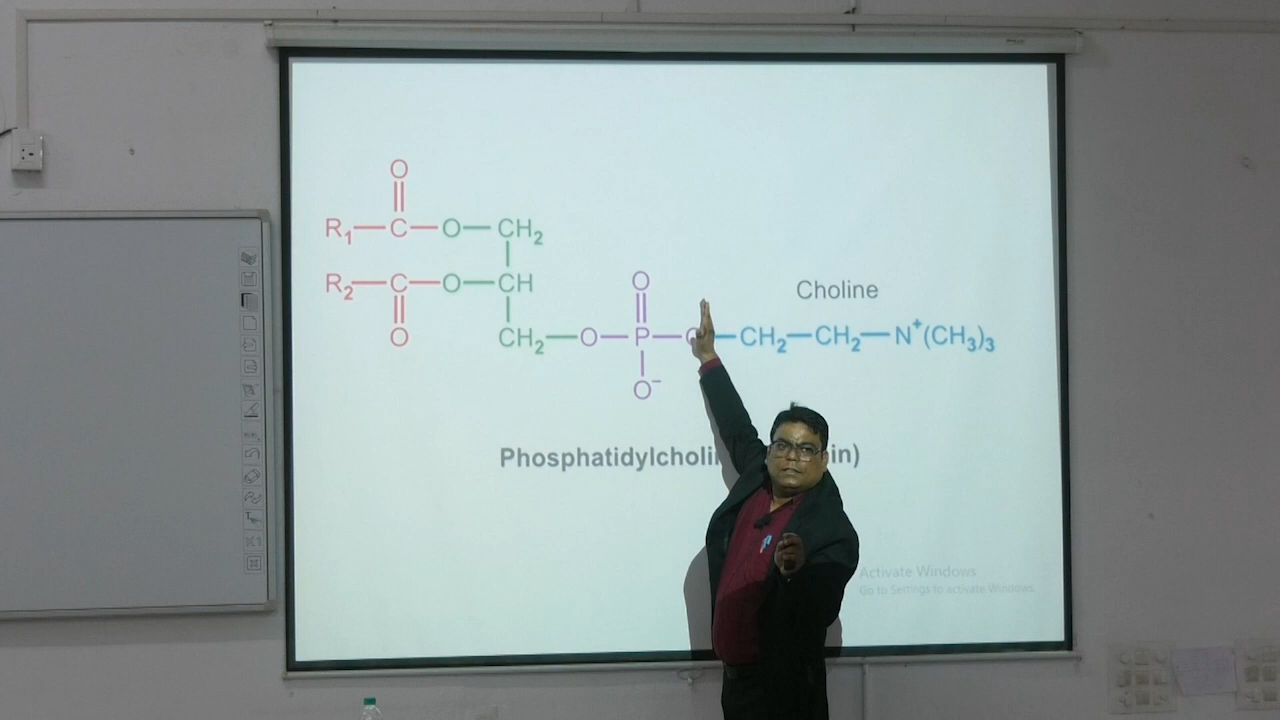 O
R₁—C—O—CH₂
R₂—C—O—CH
O
O
Choline
CH₂—O—P—O—CH₂—CH₂—N⁺(CH₃)₃
O⁻
Phosphatidylcholi in)
Activate Windows
Go to Settings to activate Windows.